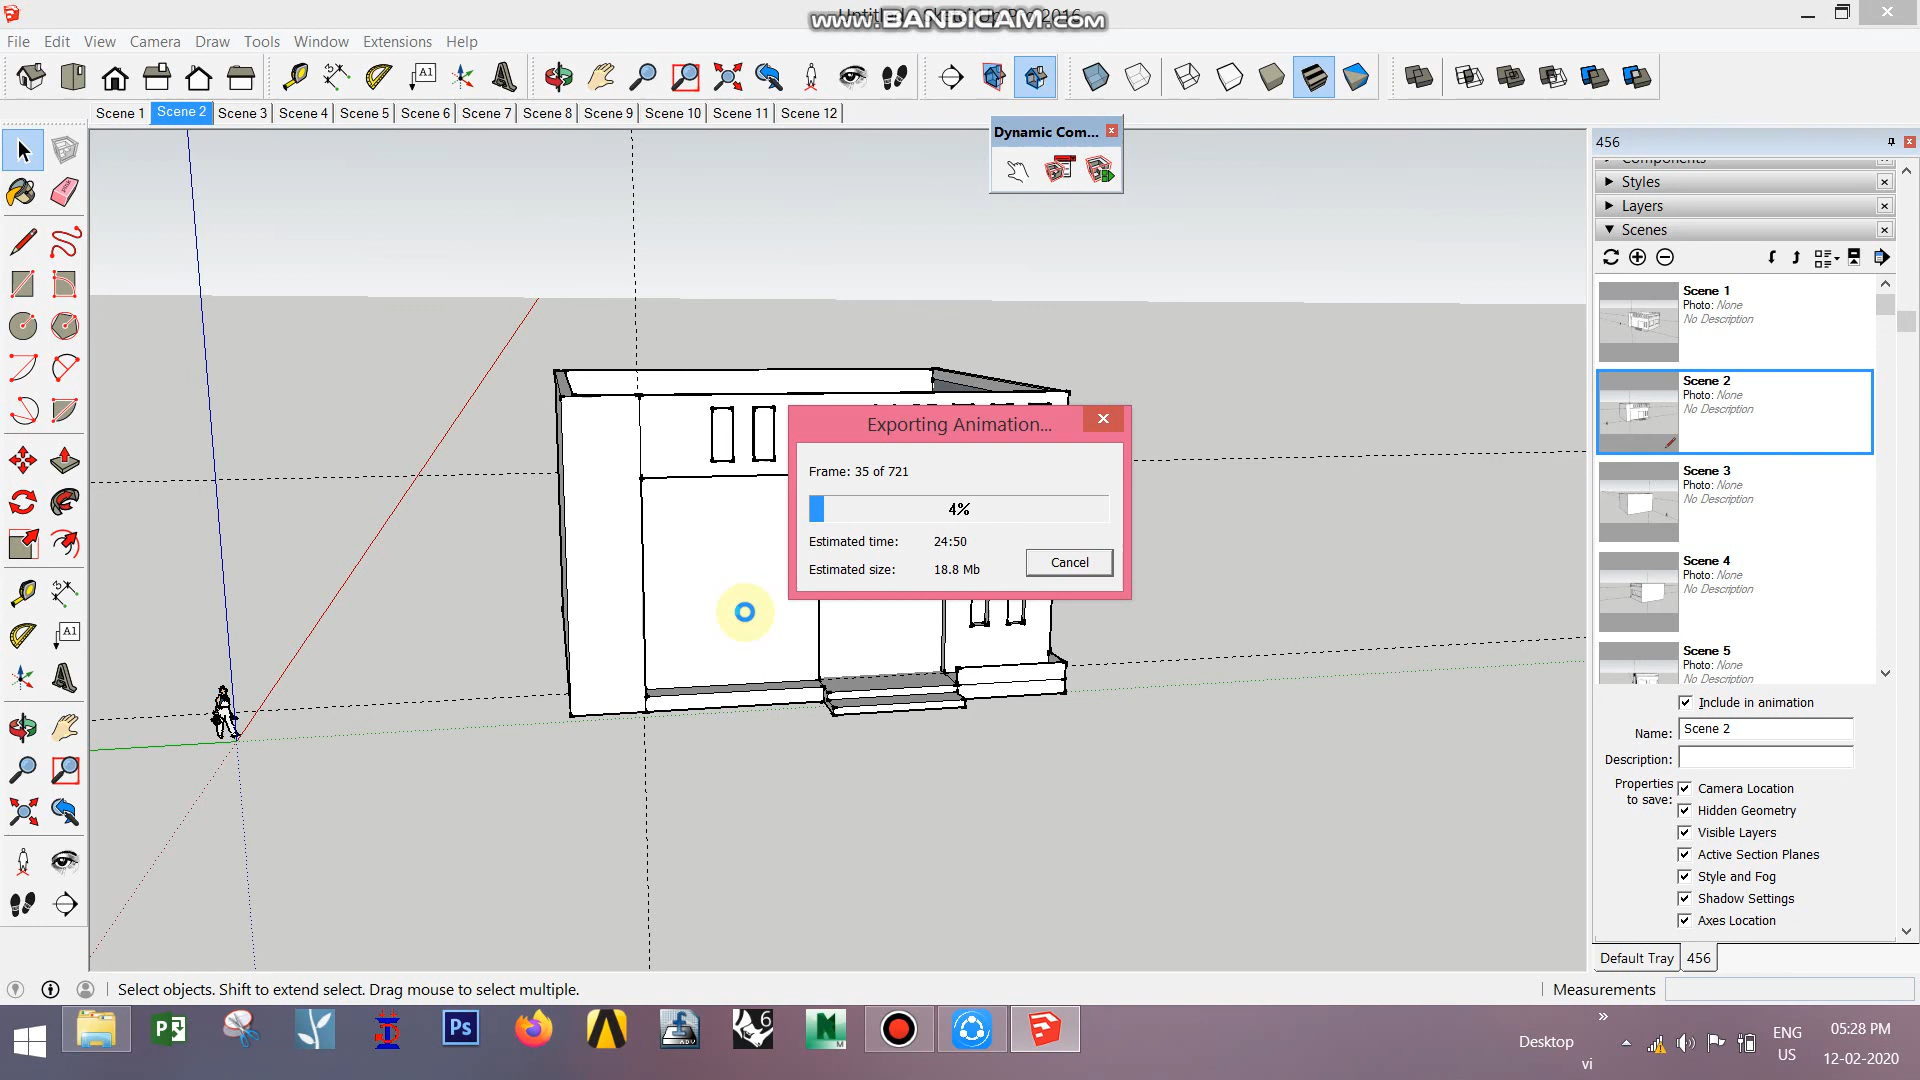 www.BANDICAM.com
File Edit View Camera Draw Tools Window Extensions Help
A1
Scene 1 Scene 2 Scene 3 Scene 4 Scene 5 Scene 6 Scene 7 Scene 8 Scene 9 Scene 10 Scene 11 Scene 12
Dynamic Com...
456
Components
Styles
Layers
Scenes
Scene 1
Photo: None
No Description
Scene 2
Photo: None
No Description
Scene 3
Photo: None
No Description
Scene 4
Photo: None
No Description
Scene 5
Photo: None
No Description
Exporting Animation...
Frame: 35 of 721
4%
Estimated time: 24:50
Estimated size: 18.8 Mb
Cancel
A1
Include in animation
Name: Scene 2
Description:
Properties to save:
Camera Location
Hidden Geometry
Visible Layers
Active Section Planes
Style and Fog
Shadow Settings
Axes Location
Default Tray 456
Select objects. Shift to extend select. Drag mouse to select multiple.
Measurements
P
Ps
6
N
M
Desktop
vi
ENG
US
05:28 PM
12-02-2020